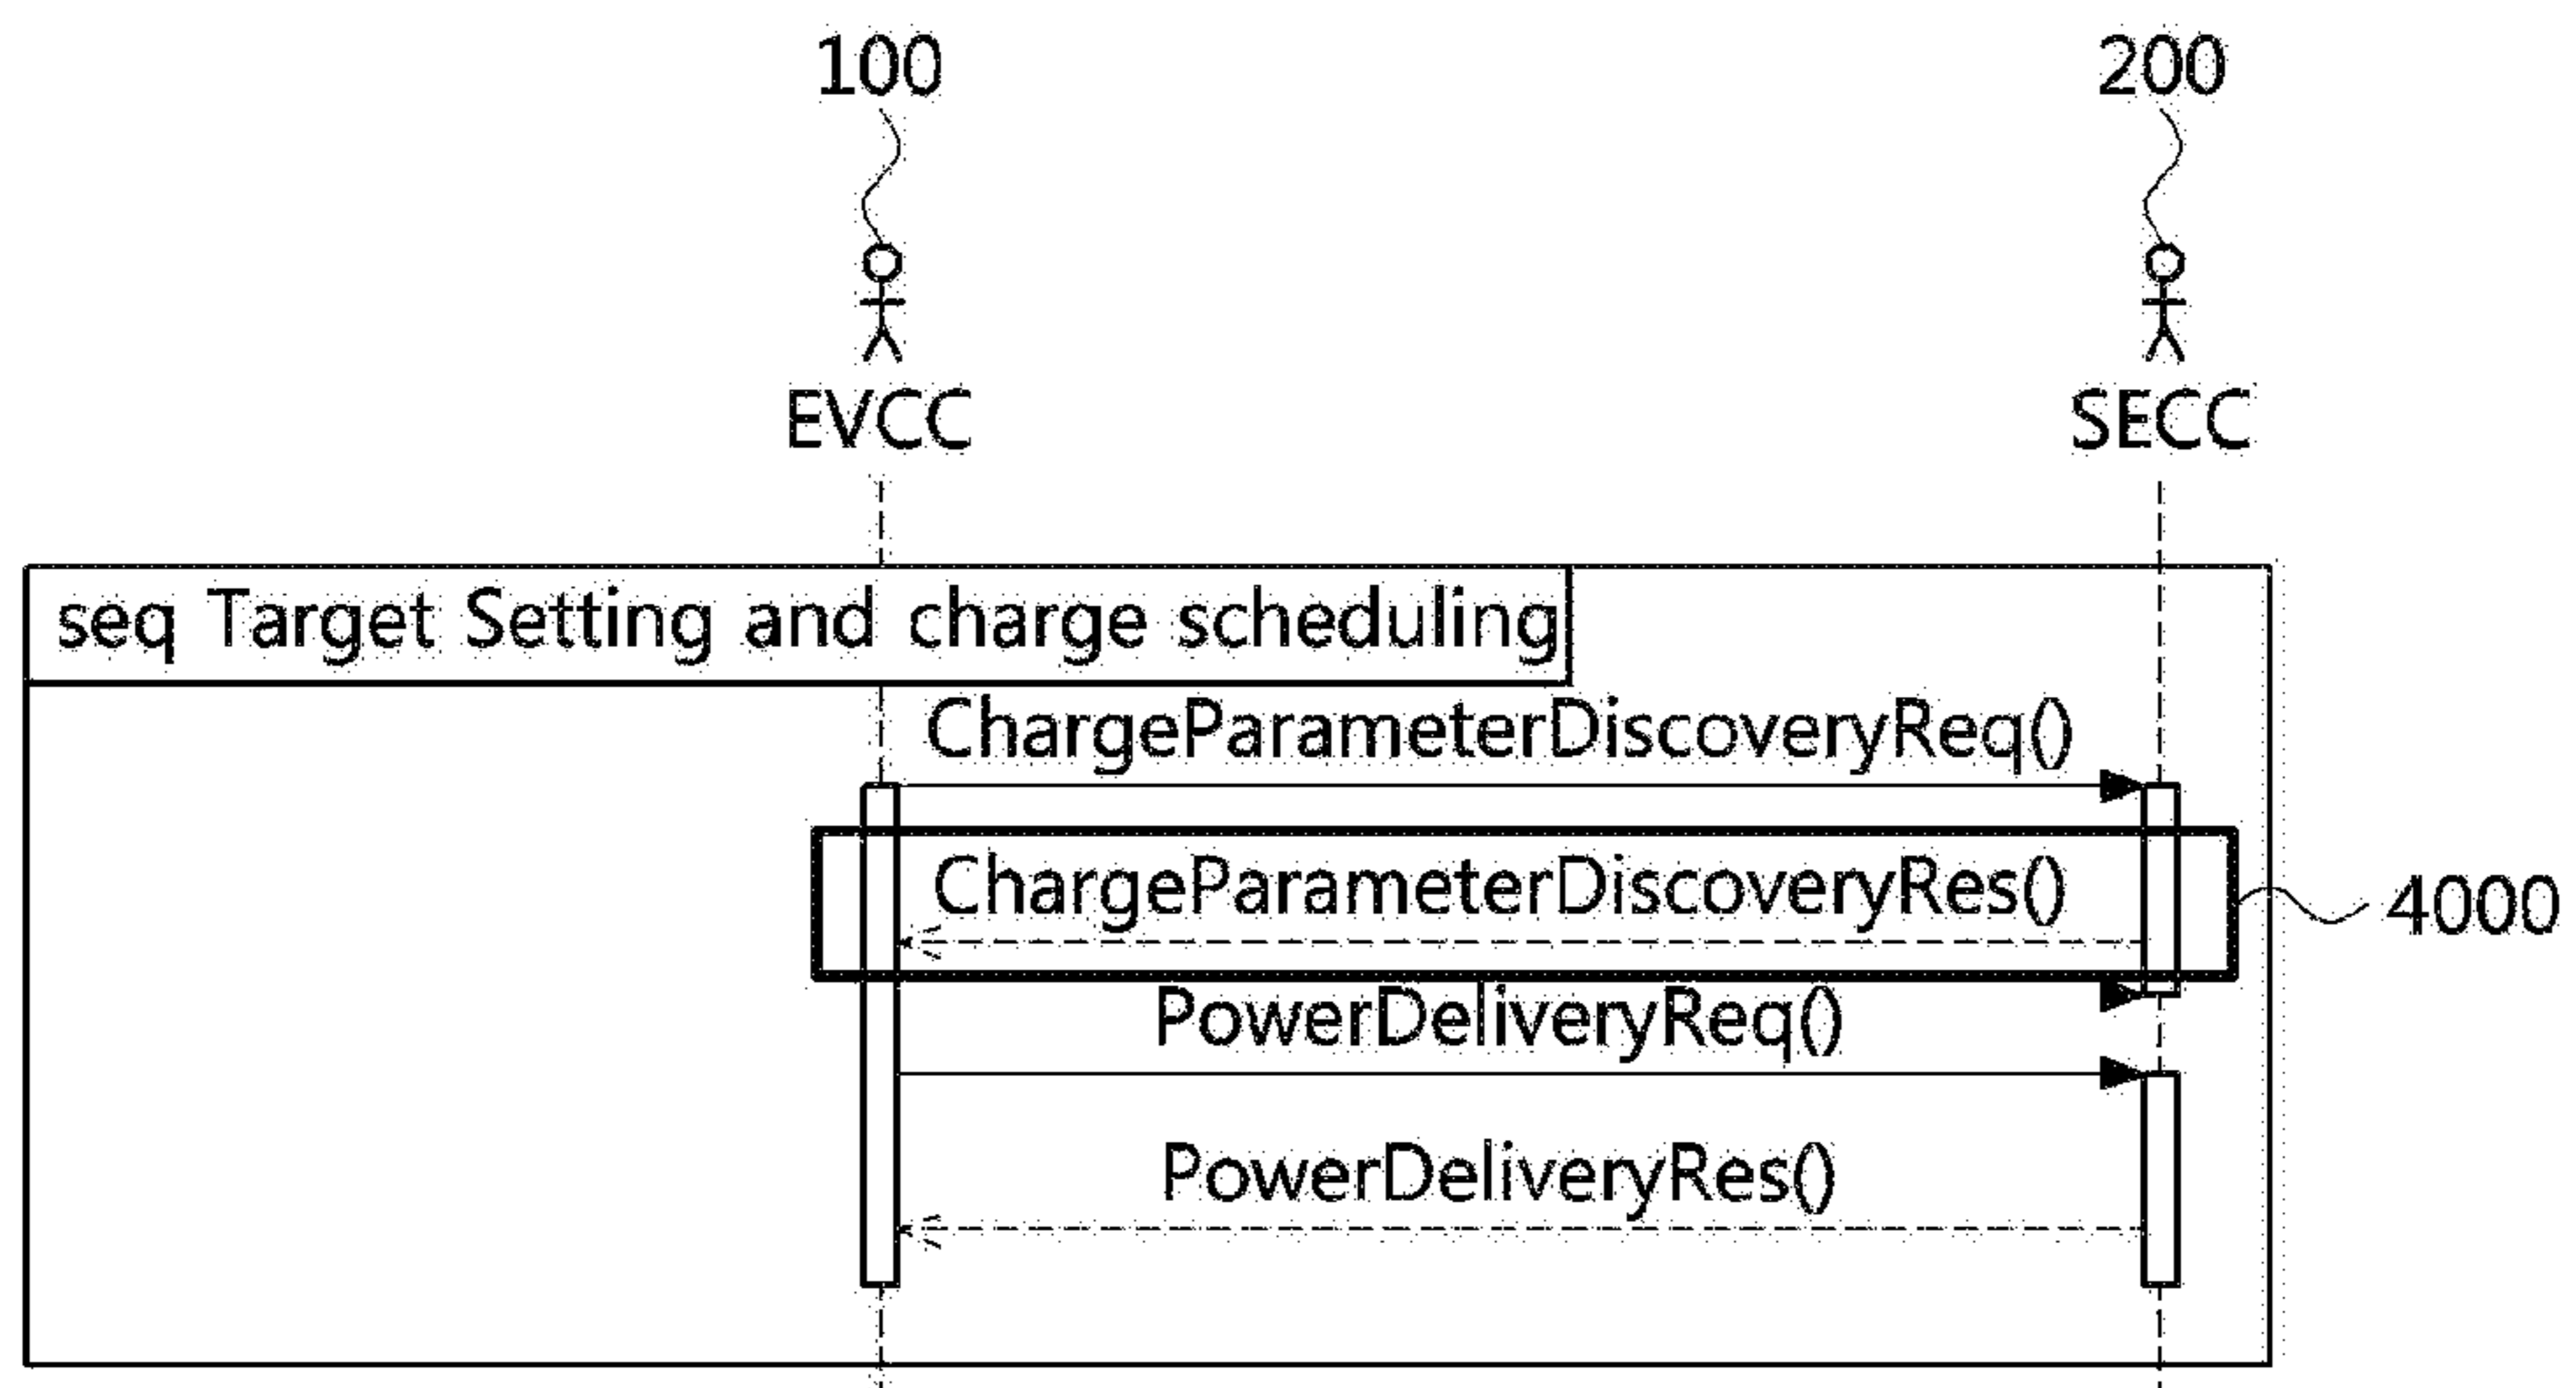 100 200
EVCC SECC
seq Target Setting and charge scheduling
ChargeParameterDiscoveryReq()
ChargeParameterDiscoveryRes() 4000
PowerDeliveryReq()
PowerDeliveryRes()